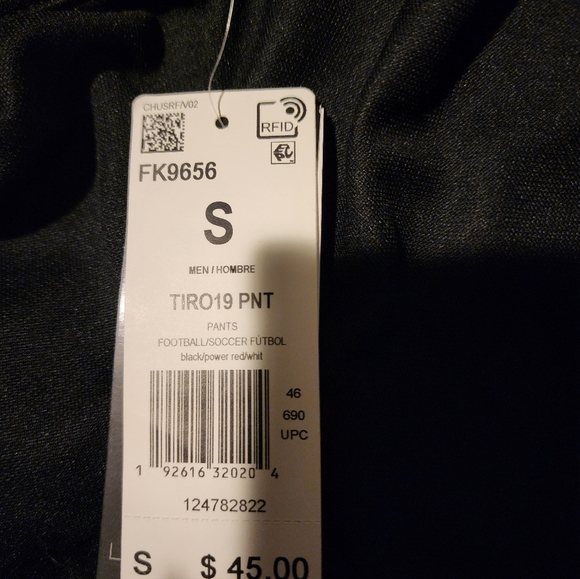 CHUSRF/V02
RFID
FK9656
S
MEN / HOMBRE
TIRO19 PNT
PANTS
FOOTBALL/SOCCER FÚTBOL
black/power red/whit
46
690
UPC
1 92616 32020 4
124782822
S $ 45.00